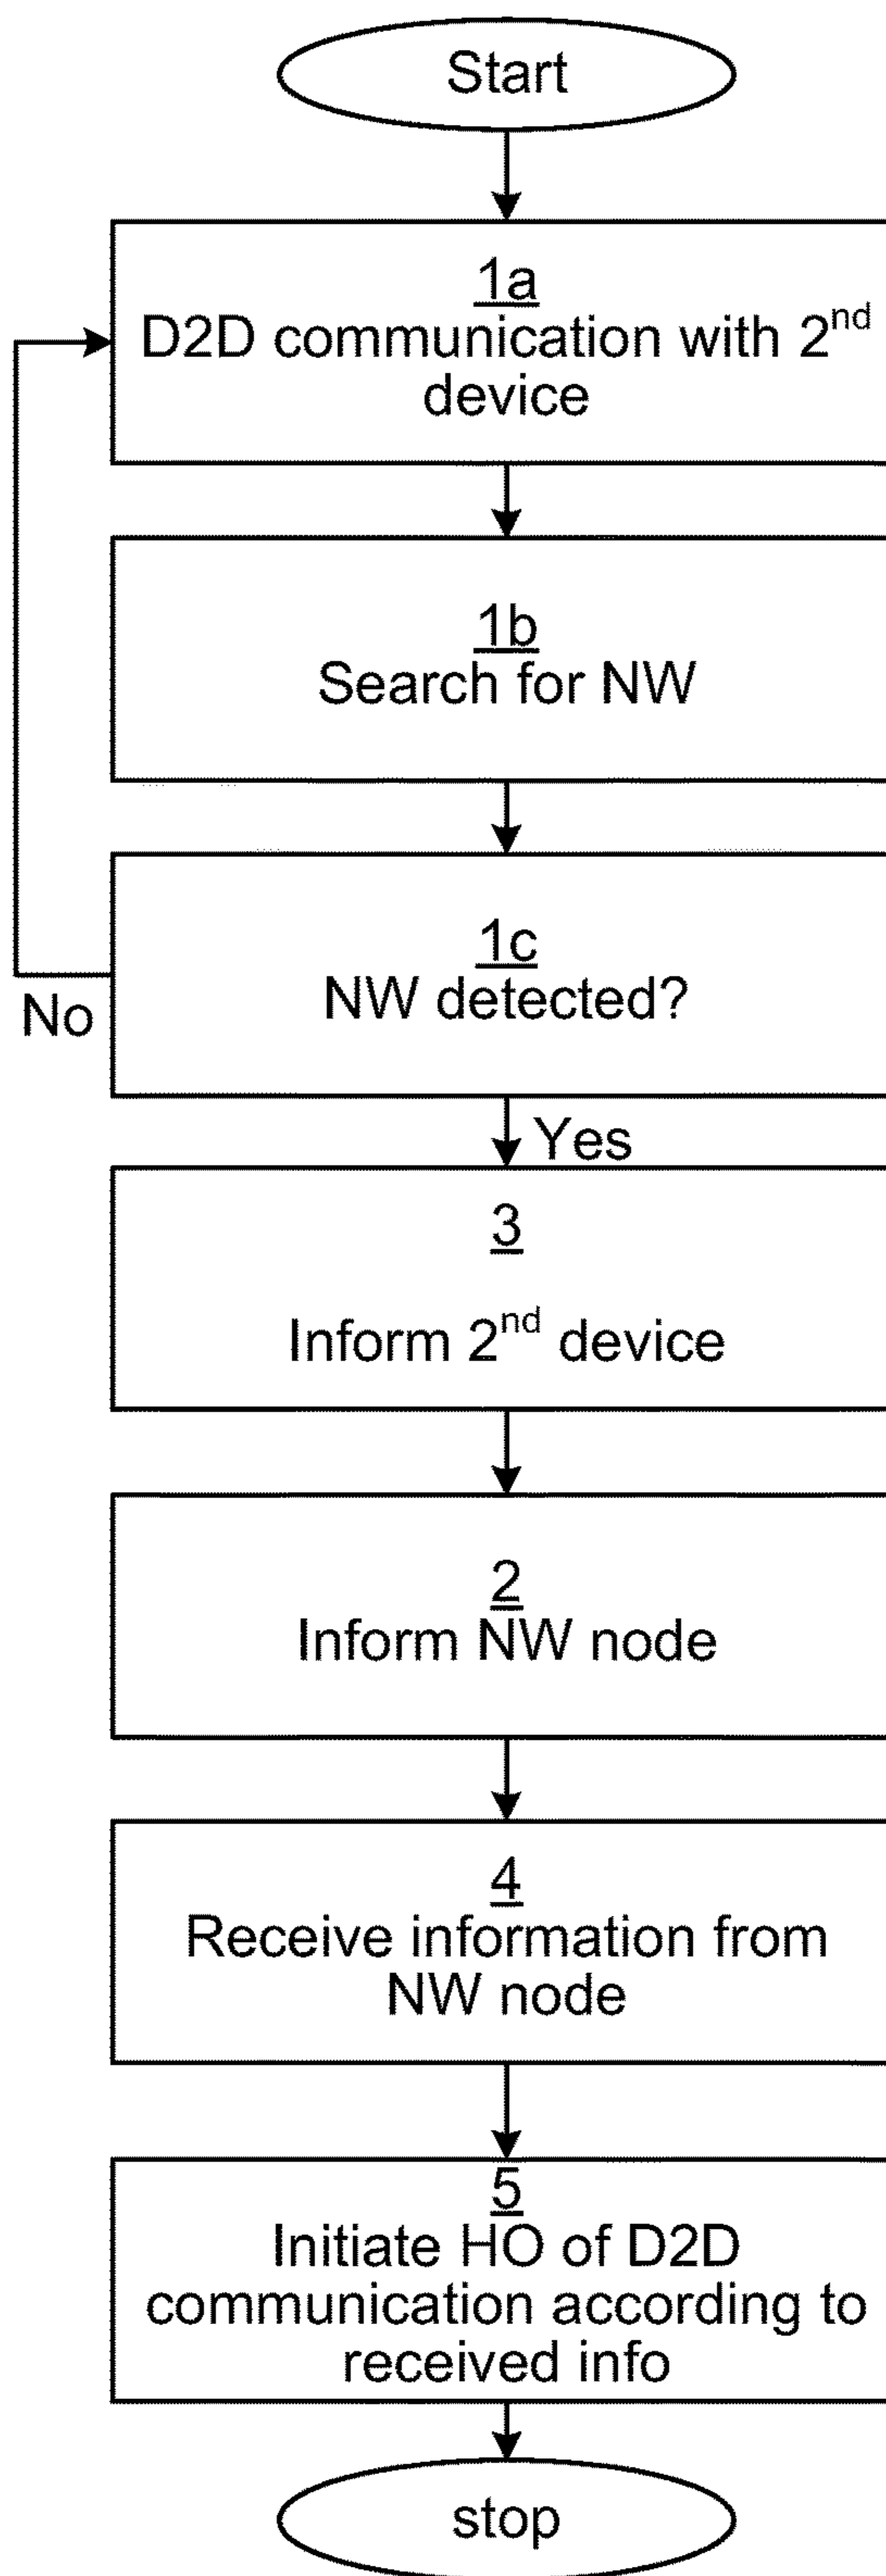 Start
1a
D2D communication with 2nd
device
1b
Search for NW
1c
NW detected?
No
Yes
3
Inform 2nd device
2
Inform NW node
4
Receive information from
NW node
5
Initiate HO of D2D
communication according to
received info
stop